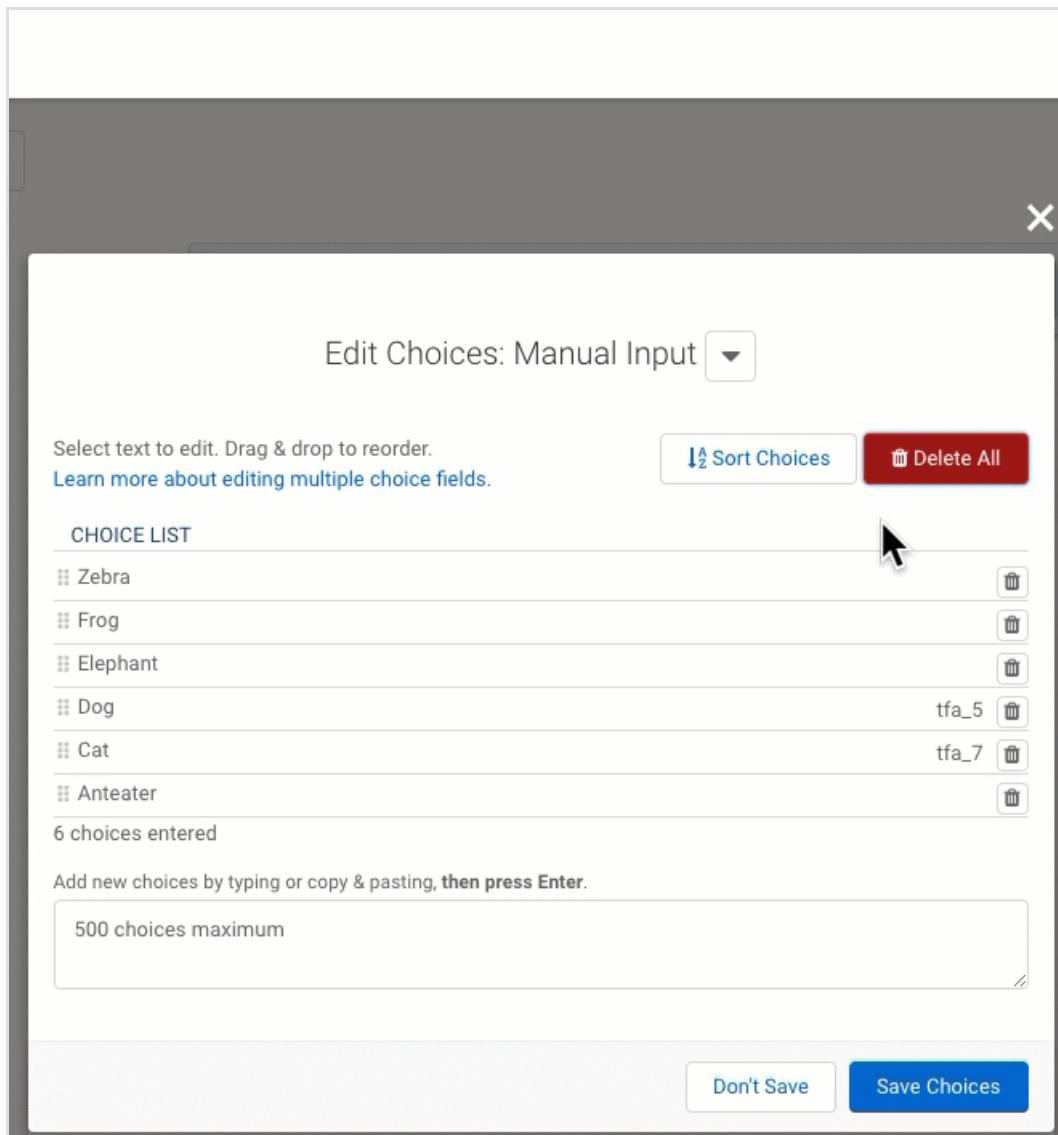 Edit Choices: Manual Input
Select text to edit. Drag & drop to reorder.
Learn more about editing multiple choice fields.
Sort Choices
Delete All
CHOICE LIST
Zebra
Frog
Elephant
Dog tfa_5
Cat tfa_7
Anteater
6 choices entered
Add new choices by typing or copy & pasting, then press Enter.
500 choices maximum
Don't Save
Save Choices